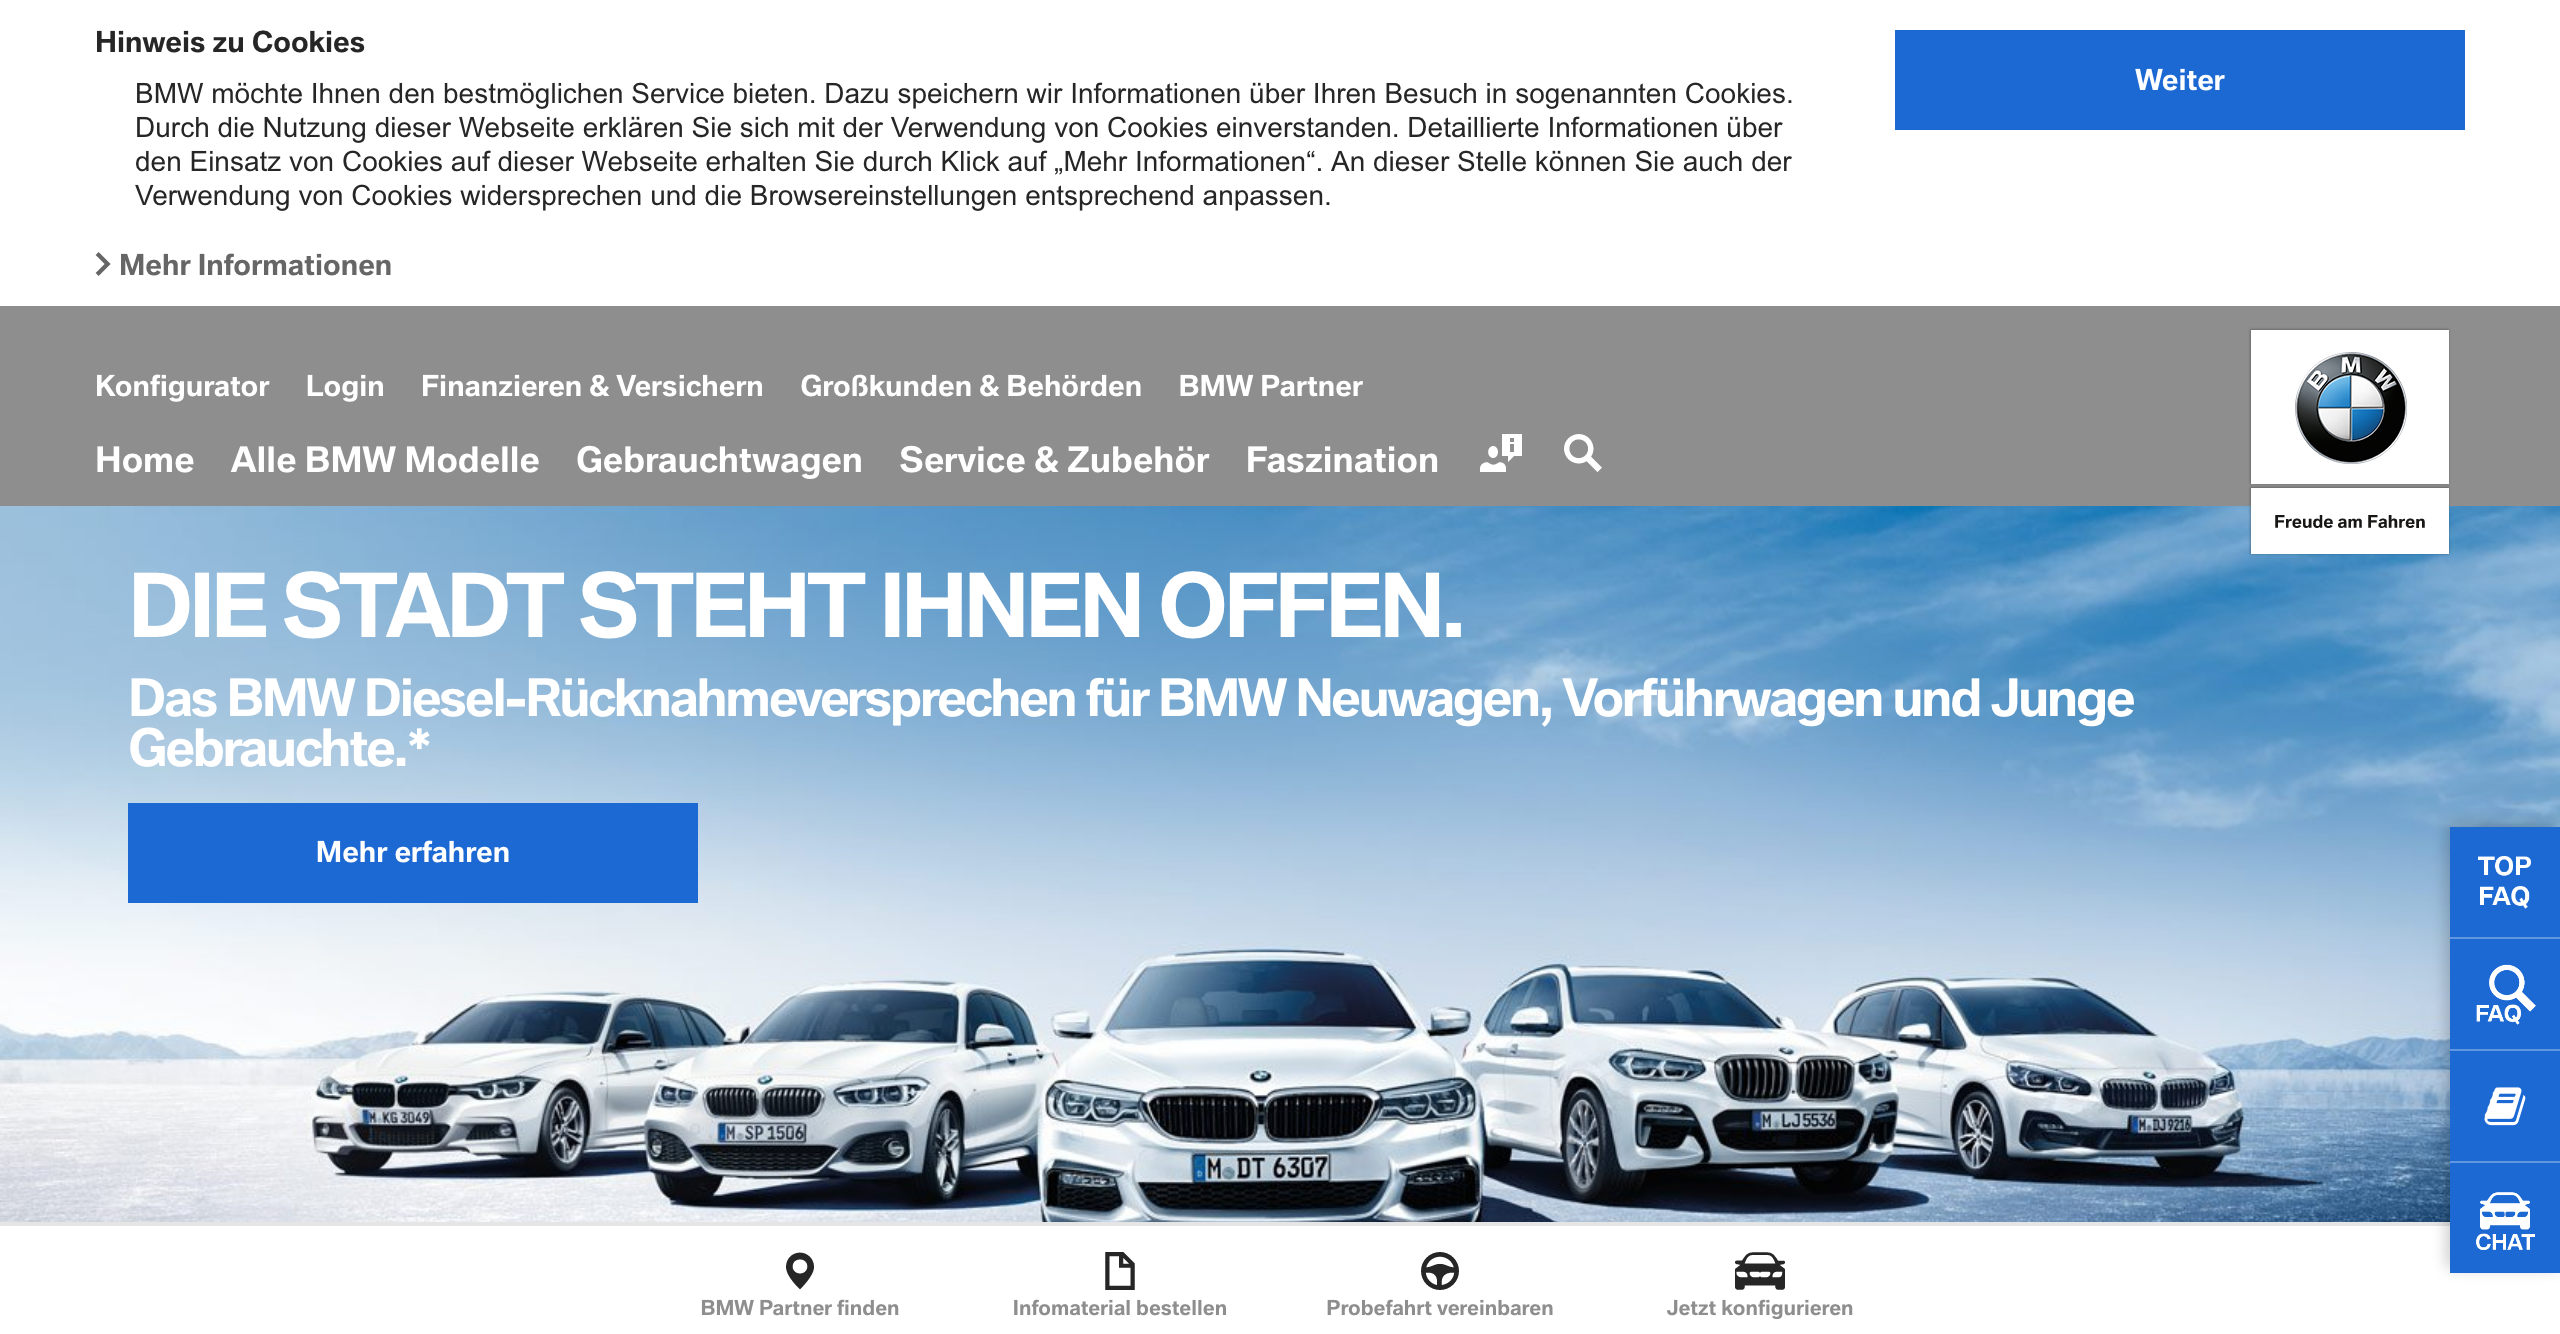 Hinweis zu Cookies
BMW möchte Ihnen den bestmöglichen Service bieten. Dazu speichern wir Informationen über Ihren Besuch in sogenannten Cookies.
Durch die Nutzung dieser Webseite erklären Sie sich mit der Verwendung von Cookies einverstanden. Detaillierte Informationen über
den Einsatz von Cookies auf dieser Webseite erhalten Sie durch Klick auf „Mehr Informationen“. An dieser Stelle können Sie auch der
Verwendung von Cookies widersprechen und die Browsereinstellungen entsprechend anpassen.
Weiter
Mehr Informationen
Konfigurator Login Finanzieren & Versichern Großkunden & Behörden BMW Partner
Home Alle BMW Modelle Gebrauchtwagen Service & Zubehör Faszination
BMW
Freude am Fahren
DIE STADT STEHT IHNEN OFFEN.
Das BMW Diesel-Rücknahmeversprechen für BMW Neuwagen, Vorführwagen und Junge
Gebrauchte.*
Mehr erfahren
TOP
FAQ
FAQ
CHAT
M KG 3049
M SP 1506
M DT 6307
M LJ 5536
M DJ 9216
BMW Partner finden
Infomaterial bestellen
Probefahrt vereinbaren
Jetzt konfigurieren